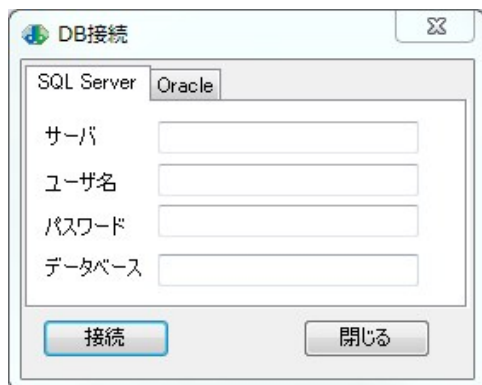 DB接続
SQL Server Oracle
サーバ
ユーザ名
パスワード
データベース
接続 閉じる